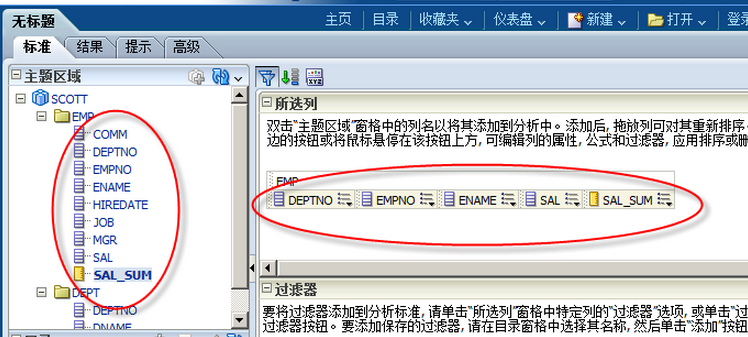 无标题
主页 目录 收藏夹 仪表盘 新建 打开 登录
标准 结果 提示 高级
主题区域
SCOTT
EMP
COMM
DEPTNO
EMPNO
ENAME
HIREDATE
JOB
MGR
SAL
SAL_SUM
DEPT
DEPTNO
DNAME
所选列
双击“主题区域”窗格中的列名以将其添加到分析中。添加后, 拖放列可对其重新排序。
边的按钮或将鼠标悬停在该按钮上方, 可编辑列的属性, 公式和过滤器, 应用排序或删
EMP
DEPTNO EMPNO ENAME SAL SAL_SUM
过滤器
要将过滤器添加到分析标准, 请单击“所选列”窗格中特定列的“过滤器”选项, 或单击“过
过滤器按钮。要添加保存的过滤器, 请在目录窗格中选择其名称, 然后单击“添加”按钮